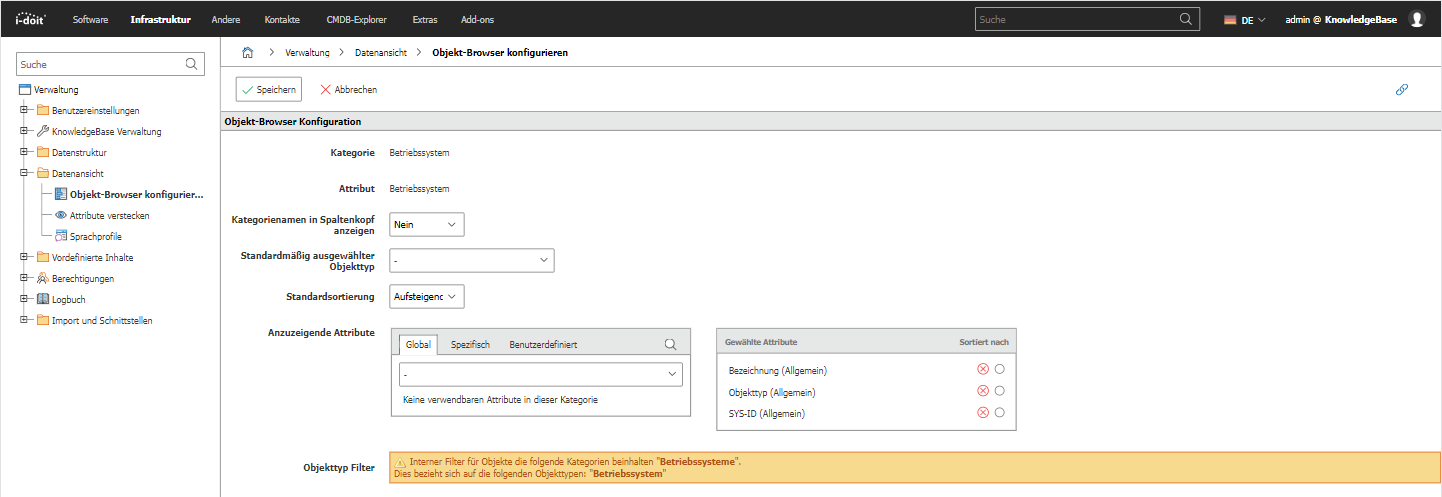 i-doit
Software
Infrastruktur
Andere
Kontakte
CMDB-Explorer
Extras
Add-ons
Suche
DE
admin @ KnowledgeBase
Suche
Verwaltung
Benutzereinstellungen
KnowledgeBase Verwaltung
Datenstruktur
Datenansicht
Objekt-Browser konfigurier...
Attribute verstecken
Sprachprofile
Vordefinierte Inhalte
Berechtigungen
Logbuch
Import und Schnittstellen
Verwaltung > Datenansicht > Objekt-Browser konfigurieren
Speichern
Abbrechen
Objekt-Browser Konfiguration
Kategorie Betriebssystem
Attribut Betriebssystem
Kategorienamen in Spaltenkopf
anzeigen
Nein
Standardmäßig ausgewählter
Objekttyp
-
Standardsortierung
Aufsteigenc
Anzuzeigende Attribute
Global
Spezifisch
Benutzerdefiniert
-
Keine verwendbaren Attribute in dieser Kategorie
Gewählte Attribute Sortiert nach
Bezeichnung (Allgemein)
Objekttyp (Allgemein)
SYS-ID (Allgemein)
Objekttyp Filter
Interner Filter für Objekte die folgende Kategorien beinhalten "Betriebssysteme".
Dies bezieht sich auf die folgenden Objekttypen: "Betriebssystem"